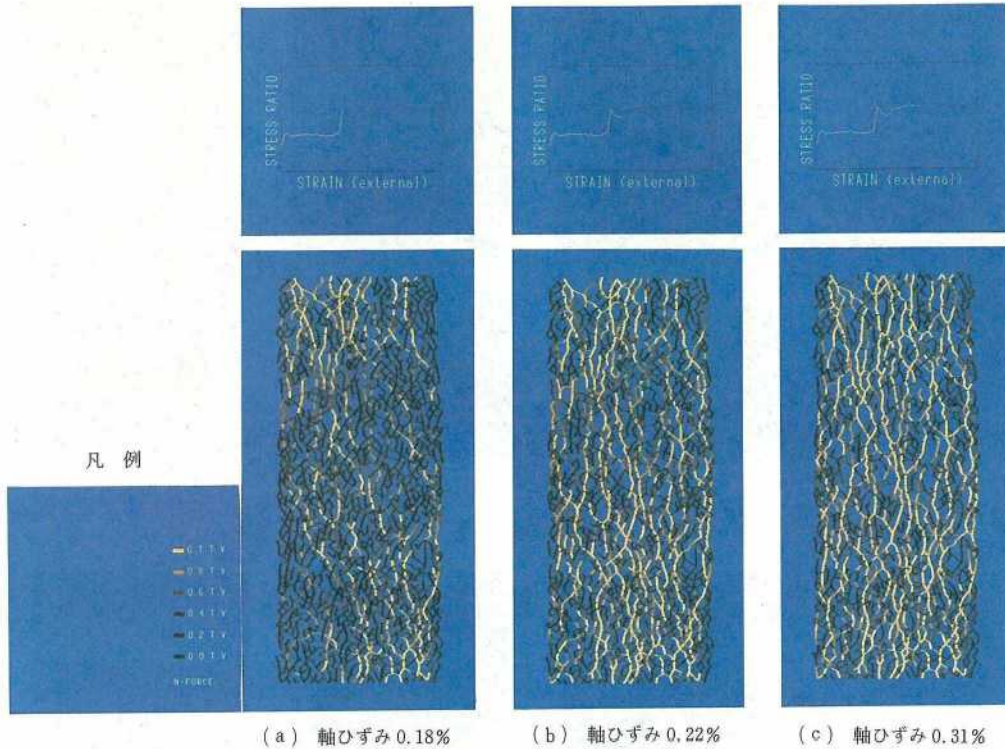 STRESS RATIO
STRAIN (external)
STRESS RATIO
STRAIN (external)
STRESS RATIO
STRAIN (external)
凡 例
N-FORCE
(a) 軸ひずみ 0.18%
(b) 軸ひずみ 0.22%
(c) 軸ひずみ 0.31%